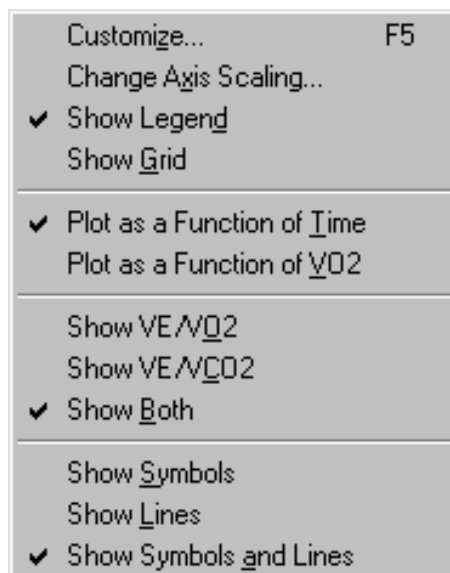 Customize... F5
Change Axis Scaling...
✔ Show Legend
Show Grid
✔ Plot as a Function of Time
Plot as a Function of VO2
Show VE/VO2
Show VE/VCO2
✔ Show Both
Show Symbols
Show Lines
✔ Show Symbols and Lines